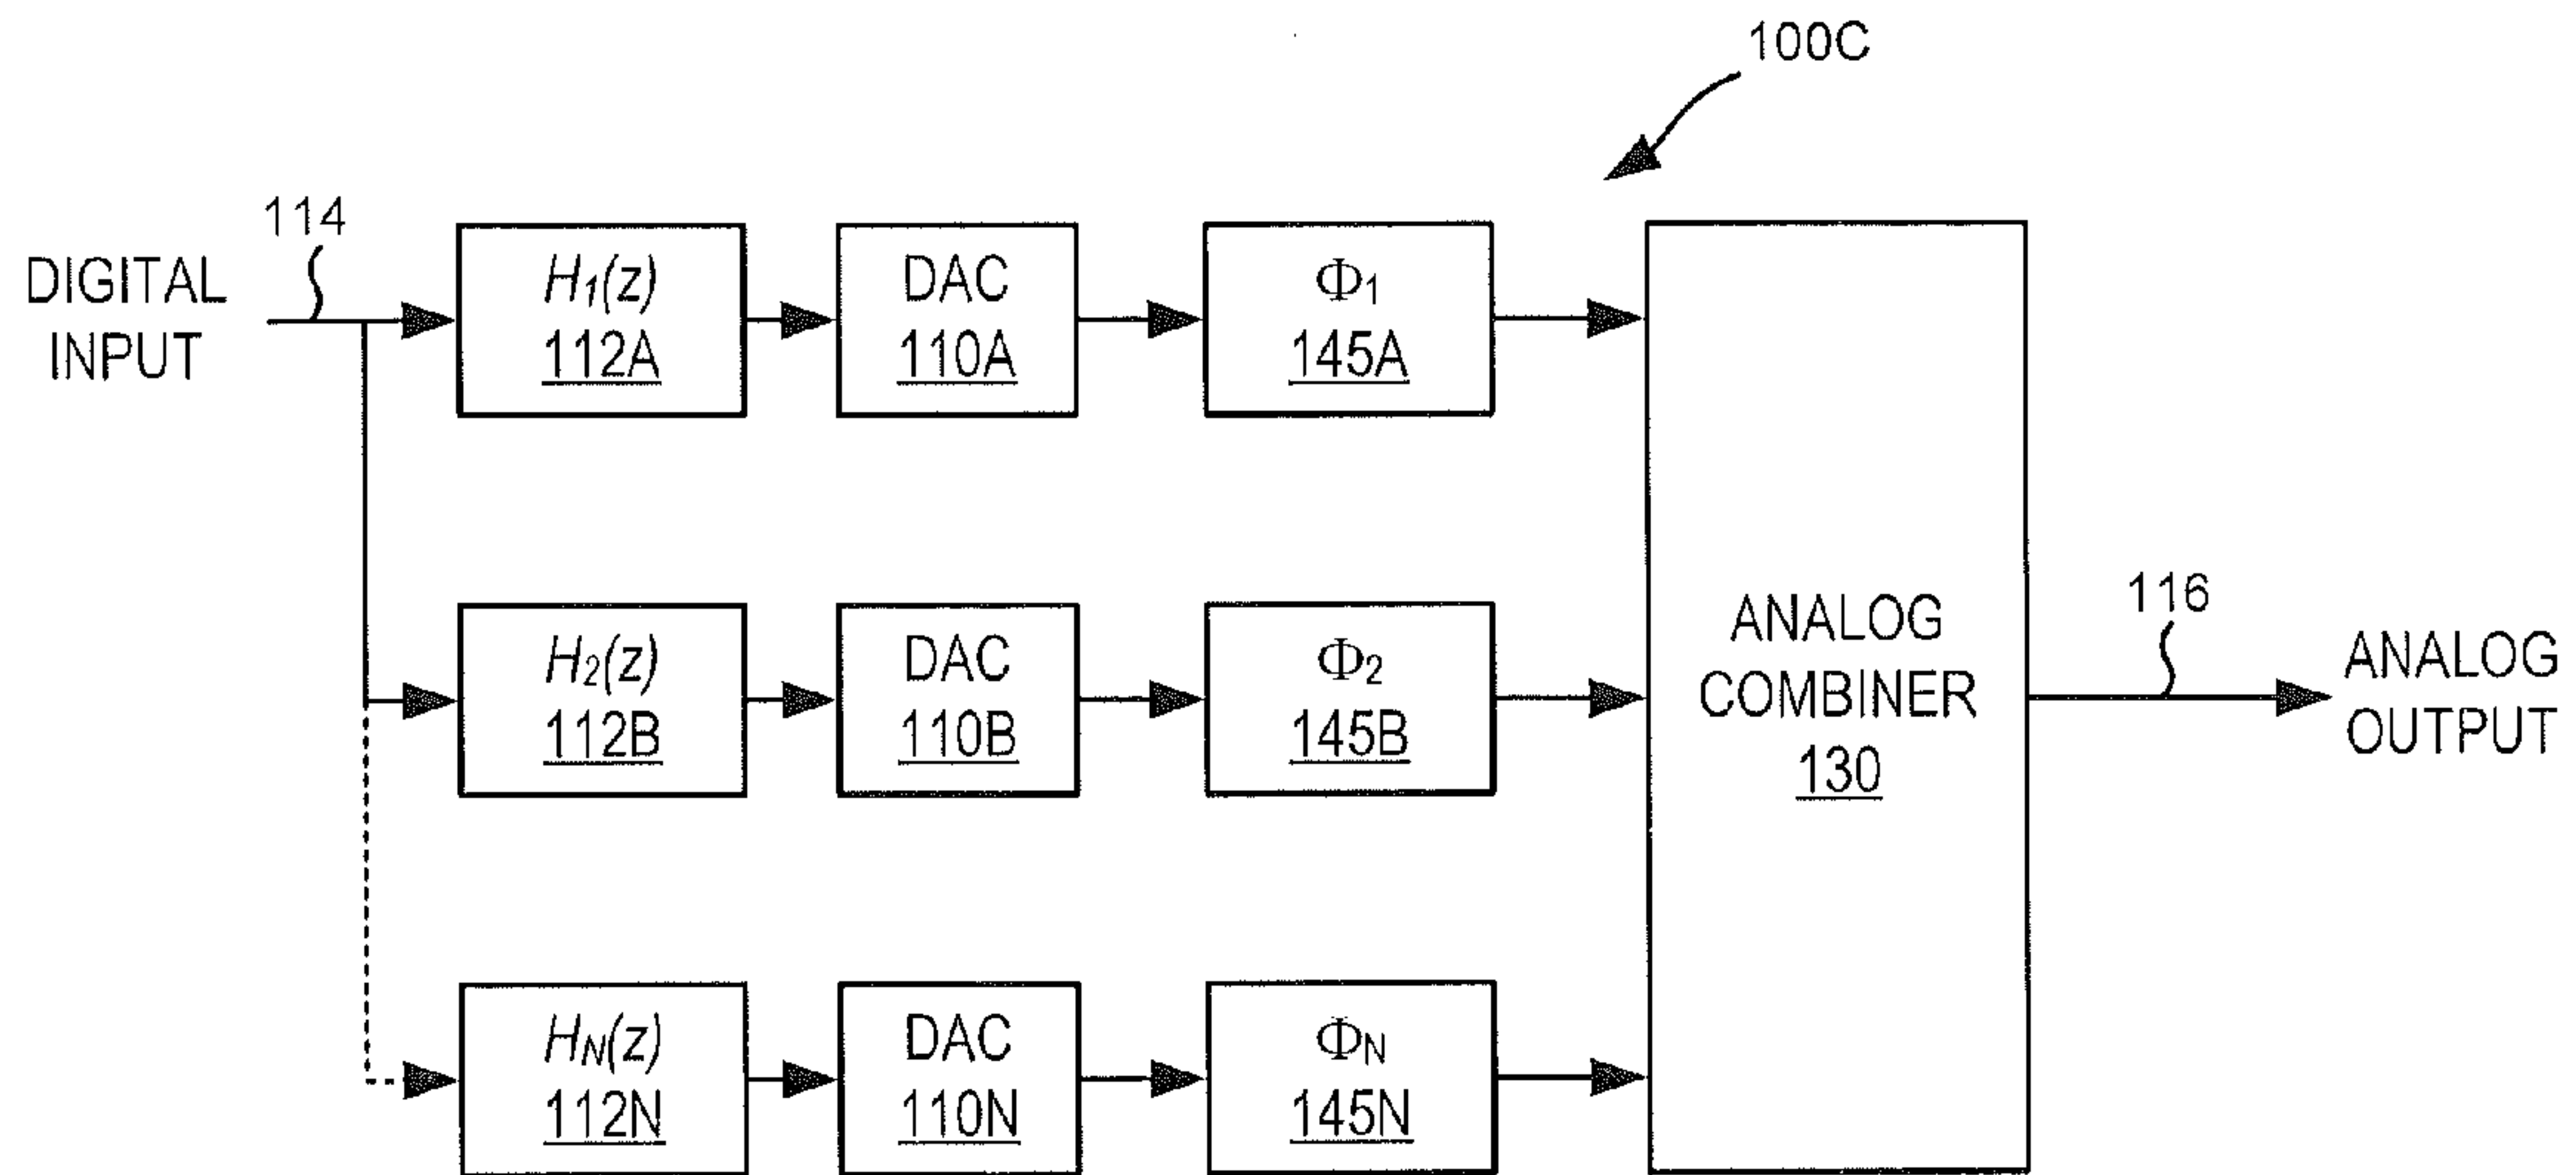 100C
114
DIGITAL
INPUT
H1(z)
112A
DAC
110A
Φ1
145A
H2(z)
112B
DAC
110B
Φ2
145B
HN(z)
112N
DAC
110N
ΦN
145N
ANALOG
COMBINER
130
116
ANALOG
OUTPUT